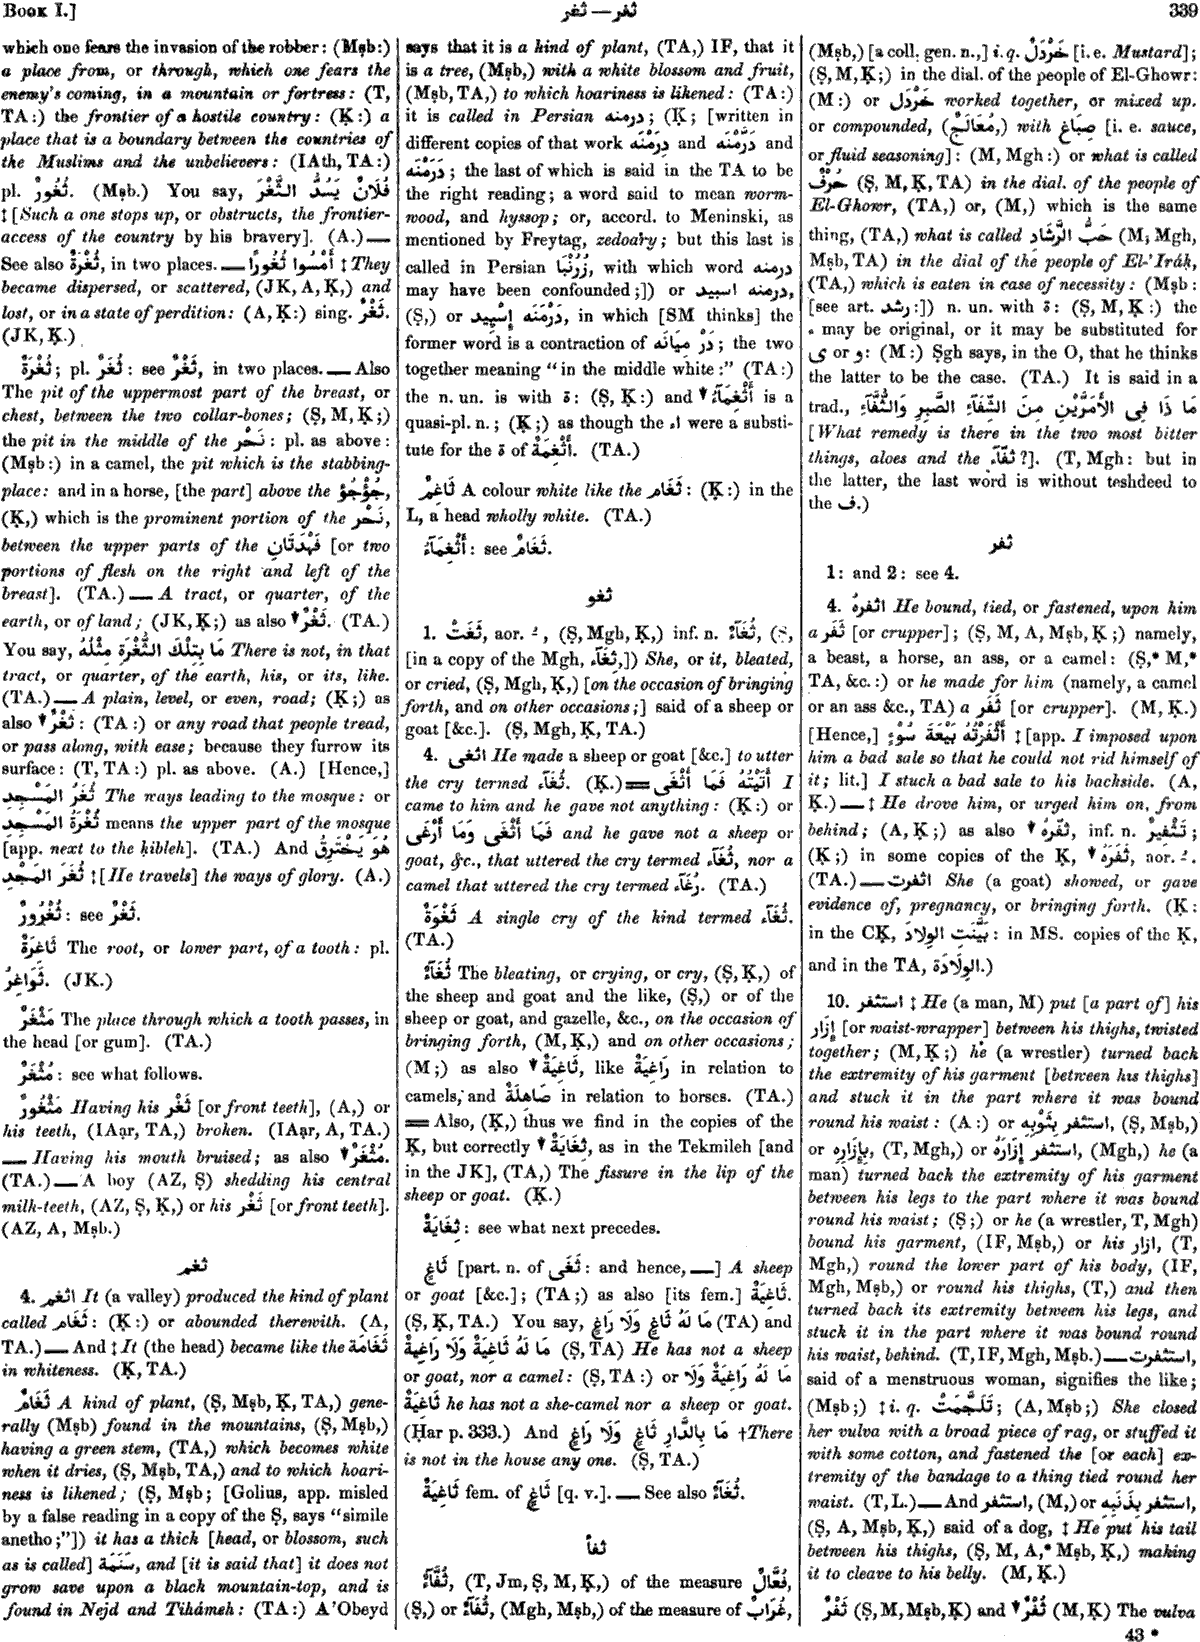 Book I.]
ثغر — ثفر
339
which one fears the invasion of the robber: (Mṣb:)
a place from, or through, which one fears the
enemy's coming, in a mountain or fortress: (T,
TA:) the frontier of a hostile country: (Ḳ:) a
place that is a boundary between the countries of
the Muslims and the unbelievers: (IAth, TA:)
pl. ثُغُورٌ. (Mṣb.) You say, فُلَانٌ يَسُدُّ الثَّغْرَ
‡[Such a one stops up, or obstructs, the frontier-
access of the country by his bravery]. (A.) —
See also ثُغْرَةٌ, in two places. — أَمْسَوْا ثُغُورًا ‡ They
became dispersed, or scattered, (JK, A, Ḳ,) and
lost, or in a state of perdition: (A, Ḳ:) sing. ثَغْرٌ.
(JK, Ḳ.)
ثُغْرَةٌ; pl. ثُغَرٌ: see ثَغْرٌ, in two places. — Also
The pit of the uppermost part of the breast, or
chest, between the two collar-bones; (Ṣ, M, Ḳ;)
the pit in the middle of the نَحْر: pl. as above:
(Mṣb:) in a camel, the pit which is the stabbing-
place: and in a horse, [the part] above the جُؤْجُؤ,
(Ḳ,) which is the prominent portion of the نَحْر,
between the upper parts of the فَهْدَتَانِ [or two
portions of flesh on the right and left of the
breast]. (TA.) — A tract, or quarter, of the
earth, or of land; (JK, Ḳ;) as also ▼ثَغْرٌ. (TA.)
You say, مَا بِتِلْكَ الثُّغْرَةِ مِثْلُهُ There is not, in that
tract, or quarter, of the earth, his, or its, like.
(TA.) — A plain, level, or even, road; (Ḳ;) as
also ▼ثَغْرٌ: (TA:) or any road that people tread,
or pass along, with ease; because they furrow its
surface: (T, TA:) pl. as above. (A.) [Hence,]
ثُغَرُ المَسْجِدِ The ways leading to the mosque: or
ثُغْرَةُ المَسْجِدِ means the upper part of the mosque
[app. next to the ḳibleh]. (TA.) And هُوَ يَخْتَرِقُ
ثُغَرَ المَجْدِ ‡[He travels] the ways of glory. (A.)
ثُغْرُورٌ: see ثَغْرٌ.
ثَاغِرَةٌ The root, or lower part, of a tooth: pl.
ثَوَاغِرُ. (JK.)
مَثْغَرٌ The place through which a tooth passes, in
the head [or gum]. (TA.)
مُثْغَرٌ: see what follows.
مَثْغُورٌ Having his ثَغْر [or front teeth], (A,) or
his teeth, (IAạr, TA,) broken. (IAạr, A, TA.)
— Having his mouth bruised; as also ▼مُثْغَرٌ.
(TA.) — A boy (AZ, Ṣ) shedding his central
milk-teeth, (AZ, Ṣ, Ḳ,) or his ثَغْر [or front teeth].
(AZ, A, Mṣb.)
ثغم
4. اثغم It (a valley) produced the kind of plant
called ثَغَام: (Ḳ:) or abounded therewith. (A,
TA.) — And ‡ It (the head) became like the ثَغَامَة
in whiteness. (Ḳ, TA.)
ثَغَامٌ A kind of plant, (Ṣ, Mṣb, Ḳ, TA,) gene-
rally (Mṣb) found in the mountains, (Ṣ, Mṣb,)
having a green stem, (TA,) which becomes white
when it dries, (Ṣ, Mṣb, TA,) and to which hoari-
ness is likened; (Ṣ, Mṣb; [Golius, app. misled
by a false reading in a copy of the Ṣ, says "simile
anetho;"]) it has a thick [head, or blossom, such
as is called] سَنَمَة, and [it is said that] it does not
grow save upon a black mountain-top, and is
found in Nejd and Tihámeh: (TA:) A'Obeyd
says that it is a kind of plant, (TA,) IF, that it
is a tree, (Mṣb,) with a white blossom and fruit,
(Mṣb, TA,) to which hoariness is likened: (TA:)
it is called in Persian درمنه; (Ḳ; [written in
different copies of that work دِرَمْنَه and دَرْمَنَه and
دِرَمَنَه; the last of which is said in the TA to be
the right reading; a word said to mean worm-
wood, and hyssop; or, accord. to Meninski, as
mentioned by Freytag, zedoary; but this last is
called in Persian زُرُنْبَا, with which word درمنه
may have been confounded;]) or درمنه اسپيد,
(Ṣ,) or دَرْمَنَه إِسْپِيد, in which [SM thinks] the
former word is a contraction of دَرْ مِيَانَه; the two
together meaning "in the middle white:" (TA:)
the n. un. is with ة: (Ṣ, Ḳ:) and ▼أَثْغِمَآءُ is a
quasi-pl. n.; (Ḳ;) as though the اء were a substi-
tute for the ة of أَثْغِمَةٌ. (TA.)
ثَاغِمٌ A colour white like the ثَغَام: (Ḳ:) in the
L, a head wholly white. (TA.)
أَثْغِمَآءُ: see ثَغَامٌ.
ثغو
1. ثَغَتْ, aor. ـُ, (Ṣ, Mgh, Ḳ,) inf. n. ثُغَآءٌ, (Ṣ,
[in a copy of the Mgh, ثغَآء,]) She, or it, bleated,
or cried, (Ṣ, Mgh, Ḳ,) [on the occasion of bringing
forth, and on other occasions;] said of a sheep or
goat [&c.]. (Ṣ, Mgh, Ḳ, TA.)
4. اثغى He made a sheep or goat [&c.] to utter
the cry termed ثُغَآء. (Ḳ.) = أَتَيْتُهُ فَمَا أَثْغَى I
came to him and he gave not anything: (Ḳ:) or
فَمَا أَثْغَى وَمَا أَرْغَى and he gave not a sheep or
goat, &c., that uttered the cry termed ثُغَآء, nor a
camel that uttered the cry termed رُغَآء. (TA.)
ثَغْوَةٌ A single cry of the kind termed ثُغَآء.
(TA.)
ثُغَآءٌ The bleating, or crying, or cry, (Ṣ, Ḳ,) of
the sheep and goat and the like, (Ṣ,) or of the
sheep or goat, and gazelle, &c., on the occasion of
bringing forth, (M, Ḳ,) and on other occasions;
(M;) as also ▼ثَاغِيَةٌ, like رَاغِيَةٌ in relation to
camels, and صَاهِلَةٌ in relation to horses. (TA.)
= Also, (Ḳ,) thus we find in the copies of the
Ḳ, but correctly ▼ثِغَايَةٌ, as in the Tekmileh [and
in the JK], (TA,) The fissure in the lip of the
sheep or goat. (Ḳ.)
ثِغَايَةٌ: see what next precedes.
ثَاغٍ [part. n. of ثَغَى: and hence, —] A sheep
or goat [&c.]; (TA;) as also [its fem.] ثَاغِيَةٌ.
(Ṣ, Ḳ, TA.) You say, مَا لَهُ ثَاغٍ وَلَا رَاغٍ (TA) and
مَا لَهُ ثَاغِيَةٌ وَلَا رَاغِيَةٌ (Ṣ, TA) He has not a sheep
or goat, nor a camel: (Ṣ, TA:) or مَا لَهُ رَاغِيَةٌ وَلَا
ثَاغِيَةٌ he has not a she-camel nor a sheep or goat.
(Ḥar p. 333.) And مَا بِالدَّارِ ثَاغٍ وَلَا رَاغٍ †There
is not in the house any one. (Ṣ, TA.)
ثَاغِيَةٌ fem. of ثَاغٍ [q. v.]. — See also ثُغَآءٌ.
ثفأ
ثُفَّآءٌ, (T, Jm, Ṣ, M, Ḳ,) of the measure فُعَّالٌ,
(Ṣ,) or ثُفَآءٌ, (Mgh, Mṣb,) of the measure of غُرَابٌ,
(Mṣb,) [a coll. gen. n.,] i. q. خَرْدَلٌ [i. e. Mustard];
(Ṣ, M, Ḳ;) in the dial. of the people of El-Ghowr:
(M:) or خَرْدَل worked together, or mixed up,
or compounded, (مُعَالَجٌ,) with صِبَاغ [i. e. sauce,
or fluid seasoning]: (M, Mgh:) or what is called
حُرْفٌ (Ṣ, M, Ḳ, TA) in the dial. of the people of
El-Ghowr, (TA,) or, (M,) which is the same
thing, (TA,) what is called حَبُّ الرَّشَادِ (M, Mgh,
Mṣb, TA) in the dial of the people of El-'Iráḳ,
(TA,) which is eaten in case of necessity: (Mṣb:
[see art. رشد:]) n. un. with ة: (Ṣ, M, Ḳ:) the
ء may be original, or it may be substituted for
ى or و: (M:) Ṣgh says, in the O, that he thinks
the latter to be the case. (TA.) It is said in a
trad., مَا ذَا فِى الأَمَرَّيْنِ مِنَ الشِّفَآءِ الصَّبِرِ وَالثُّفَّآءِ
[What remedy is there in the two most bitter
things, aloes and the ثفّآء?]. (T, Mgh: but in
the latter, the last word is without teshdeed to
the ف.)
ثفر
1: and 2: see 4.
4. اثفرهُ He bound, tied, or fastened, upon him
a ثَفَر [or crupper]; (Ṣ, M, A, Mṣb, Ḳ;) namely,
a beast, a horse, an ass, or a camel: (Ṣ,* M,*
TA, &c.:) or he made for him (namely, a camel
or an ass &c., TA) a ثَفَر [or crupper]. (M, Ḳ.)
[Hence,] أَثْفَرْتُهُ بَيْعَةَ سُوْءٍ ‡ [app. I imposed upon
him a bad sale so that he could not rid himself of
it; lit.] I stuck a bad sale to his backside. (A,
Ḳ.) — ‡ He drove him, or urged him on, from
behind; (A, Ḳ;) as also ▼ ثفّرهُ, inf. n. تَثْفِيرٌ;
(Ḳ;) in some copies of the Ḳ, ▼ ثَفَرَهُ, aor. ـِ.
(TA.) — اثفرت She (a goat) showed, or gave
evidence of, pregnancy, or bringing forth. (Ḳ:
in the CḲ, بَيَّنَتِ الوِلَادَ: in MS. copies of the Ḳ,
and in the TA, الوِلَادَةَ.)
10. استثفر ‡ He (a man, M) put [a part of] his
إِزَار [or waist-wrapper] between his thighs, twisted
together; (M, Ḳ;) he (a wrestler) turned back
the extremity of his garment [between his thighs]
and stuck it in the part where it was bound
round his waist: (A:) or استثفر بِثَوْبِهِ, (Ṣ, Mṣb,)
or بِإِزَارِهِ, (T, Mgh,) or استثفر إِزَارَهُ, (Mgh,) he (a
man) turned back the extremity of his garment
between his legs to the part where it was bound
round his waist; (Ṣ;) or he (a wrestler, T, Mgh)
bound his garment, (IF, Mṣb,) or his ازار, (T,
Mgh,) round the lower part of his body, (IF,
Mgh, Mṣb,) or round his thighs, (T,) and then
turned back its extremity between his legs, and
stuck it in the part where it was bound round
his waist, behind. (T, IF, Mgh, Mṣb.) — استثفرت,
said of a menstruous woman, signifies the like;
(Mṣb;) ‡ i. q. تَلَجَّمَتْ; (A, Mṣb;) She closed
her vulva with a broad piece of rag, or stuffed it
with some cotton, and fastened the [or each] ex-
tremity of the bandage to a thing tied round her
waist. (T, L.) — And استثفر, (M,) or استثفر بِذَنَبِهِ,
(Ṣ, A, Mṣb, Ḳ,) said of a dog, ‡ He put his tail
between his thighs, (Ṣ, M, A,* Mṣb, Ḳ,) making
it to cleave to his belly. (M, Ḳ.)
ثَفْرٌ (Ṣ, M, Mṣb, Ḳ) and ▼ثُفْرٌ (M, Ḳ) The vulva
43 *